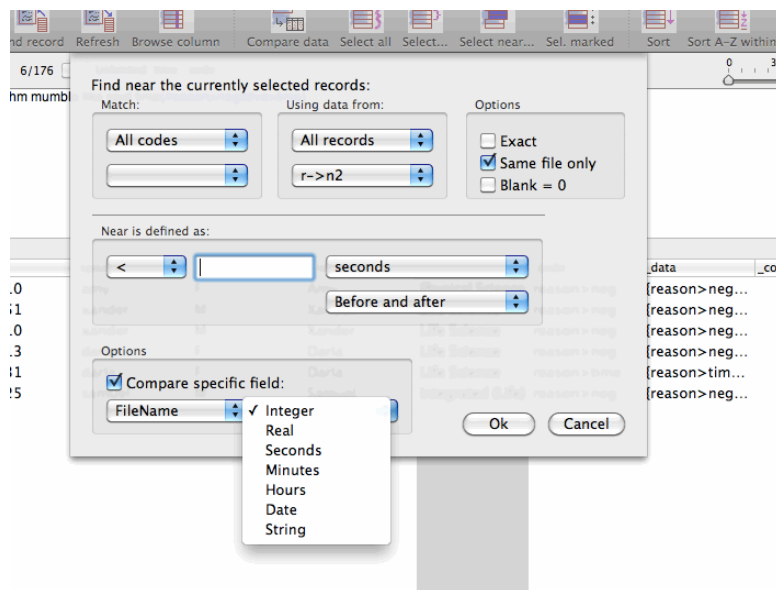 nd record Refresh Browse column Compare data Select all Select... Select near... Sel. marked Sort Sort A-Z within
6/176
0 3
hm mumbl
Find near the currently selected records:
Match: Using data from: Options
All codes All records Exact
Same file only
r->n2 Blank = 0
Near is defined as:
< seconds
Before and after
_data _co
.0 {reason>neg...
51 {reason>neg...
.0 {reason>neg...
.3 {reason>neg...
31 {reason>tim...
25 {reason>neg...
Options
Compare specific field:
FileName ✓ Integer
Real
Seconds
Minutes
Hours
Date
String
Ok Cancel